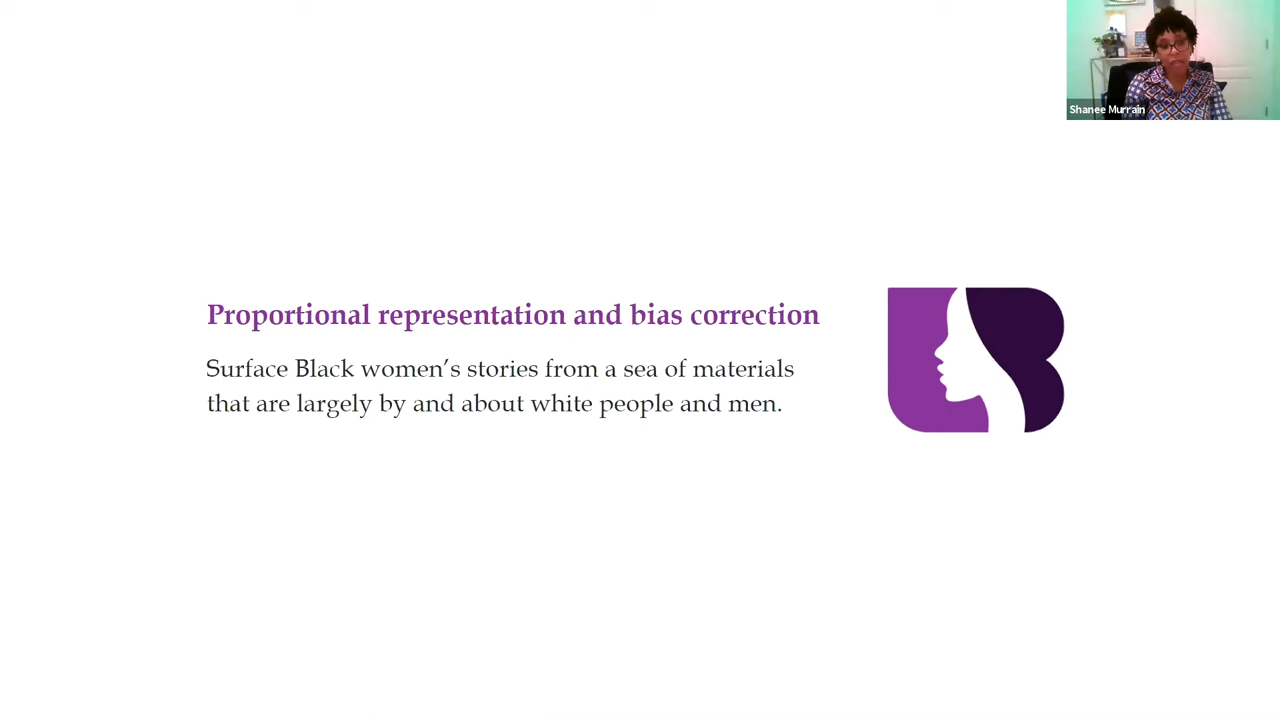 Shanee Murrain
Proportional representation and bias correction
Surface Black women’s stories from a sea of materials
that are largely by and about white people and men.